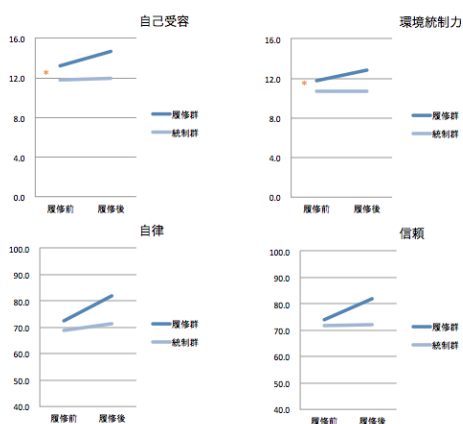 自己受容
16.0
12.0
8.0
4.0
0.0
*
履修前 履修後
履修群
統制群
環境統制力
16.0
12.0
8.0
4.0
0.0
*
履修前 履修後
履修群
統制群
自律
100.0
90.0
80.0
70.0
60.0
50.0
40.0
履修前 履修後
履修群
統制群
信頼
100.0
90.0
80.0
70.0
60.0
50.0
40.0
履修前 履修後
履修群
統制群